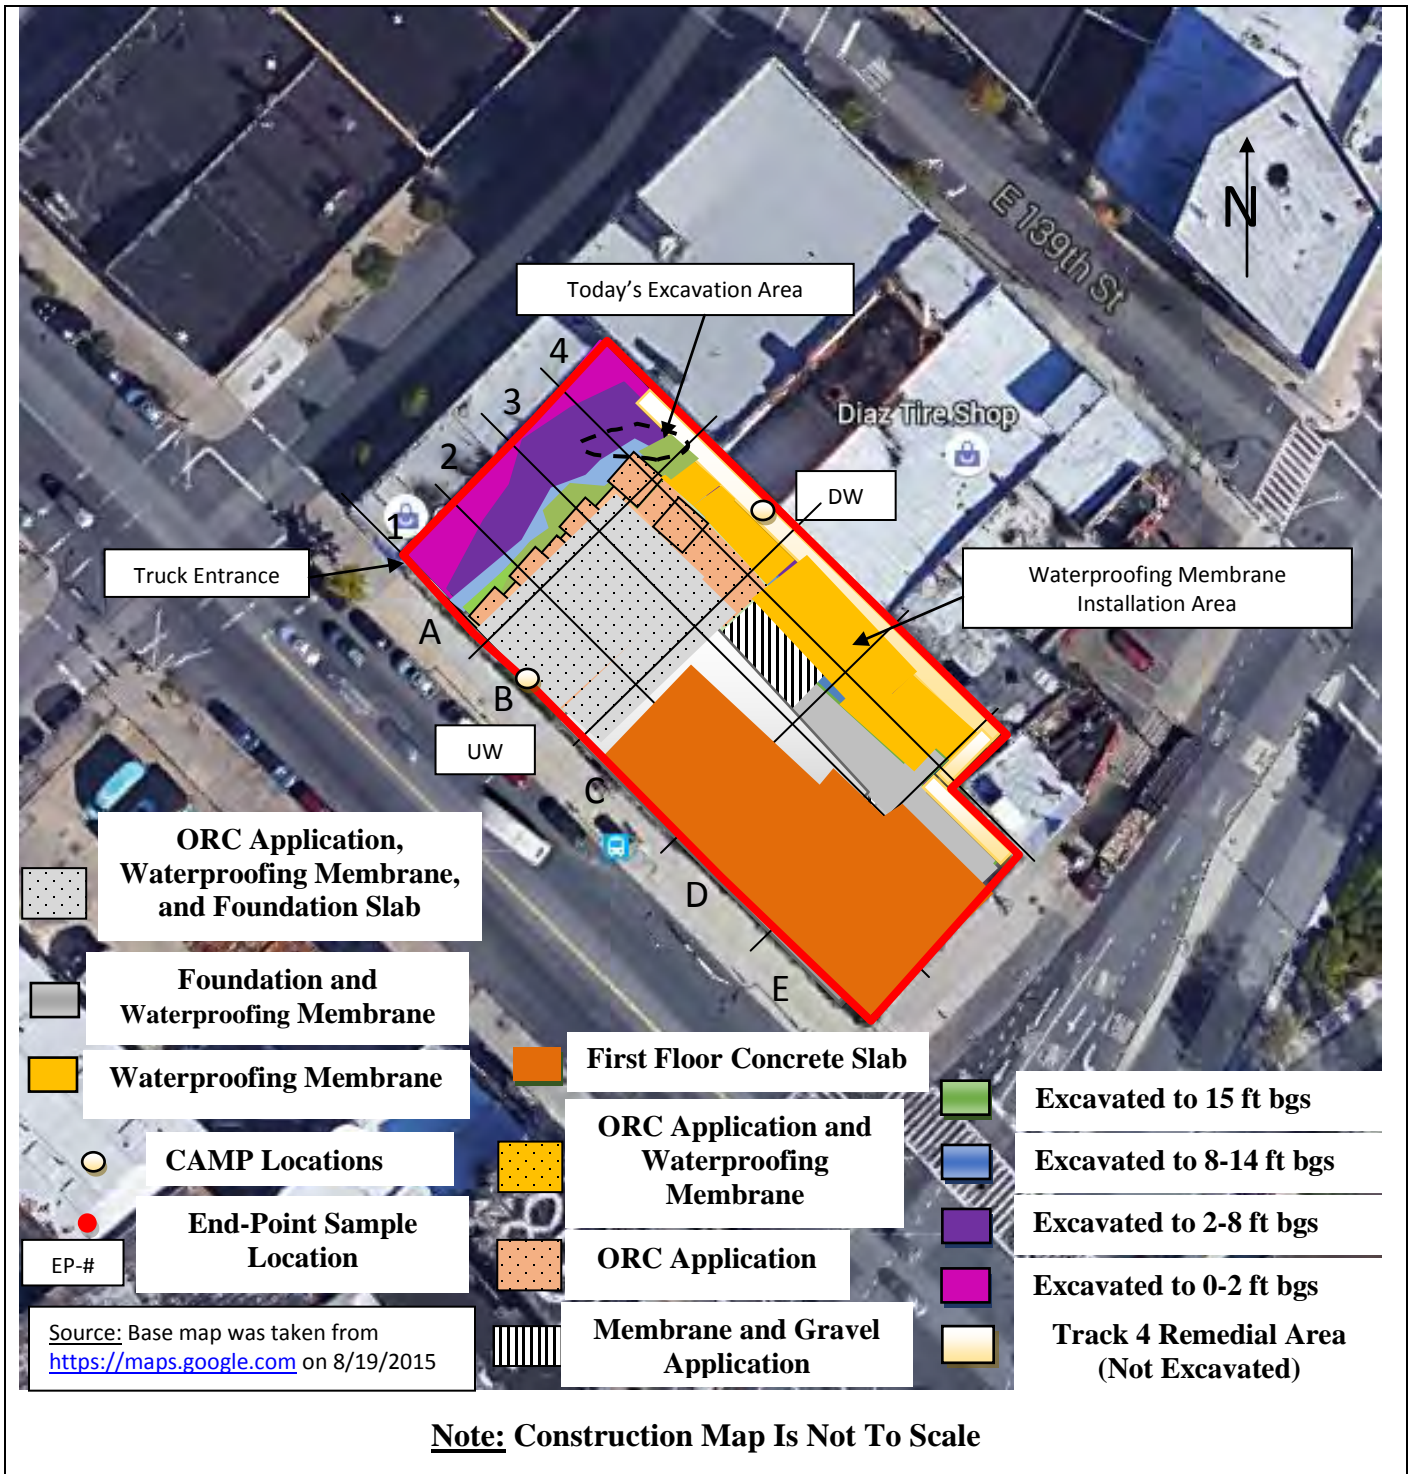 E 139th St
N
Today's Excavation Area
4
3
Diaz Tire Shop
2
DW
1
Truck Entrance
Waterproofing Membrane
Installation Area
A
B
UW
C
D
E
ORC Application,
Waterproofing Membrane,
and Foundation Slab
Foundation and
Waterproofing Membrane
Waterproofing Membrane
CAMP Locations
End-Point Sample
Location
EP-#
Source: Base map was taken from
https://maps.google.com on 8/19/2015
First Floor Concrete Slab
ORC Application and
Waterproofing
Membrane
ORC Application
Membrane and Gravel
Application
Excavated to 15 ft bgs
Excavated to 8-14 ft bgs
Excavated to 2-8 ft bgs
Excavated to 0-2 ft bgs
Track 4 Remedial Area
(Not Excavated)
Note: Construction Map Is Not To Scale